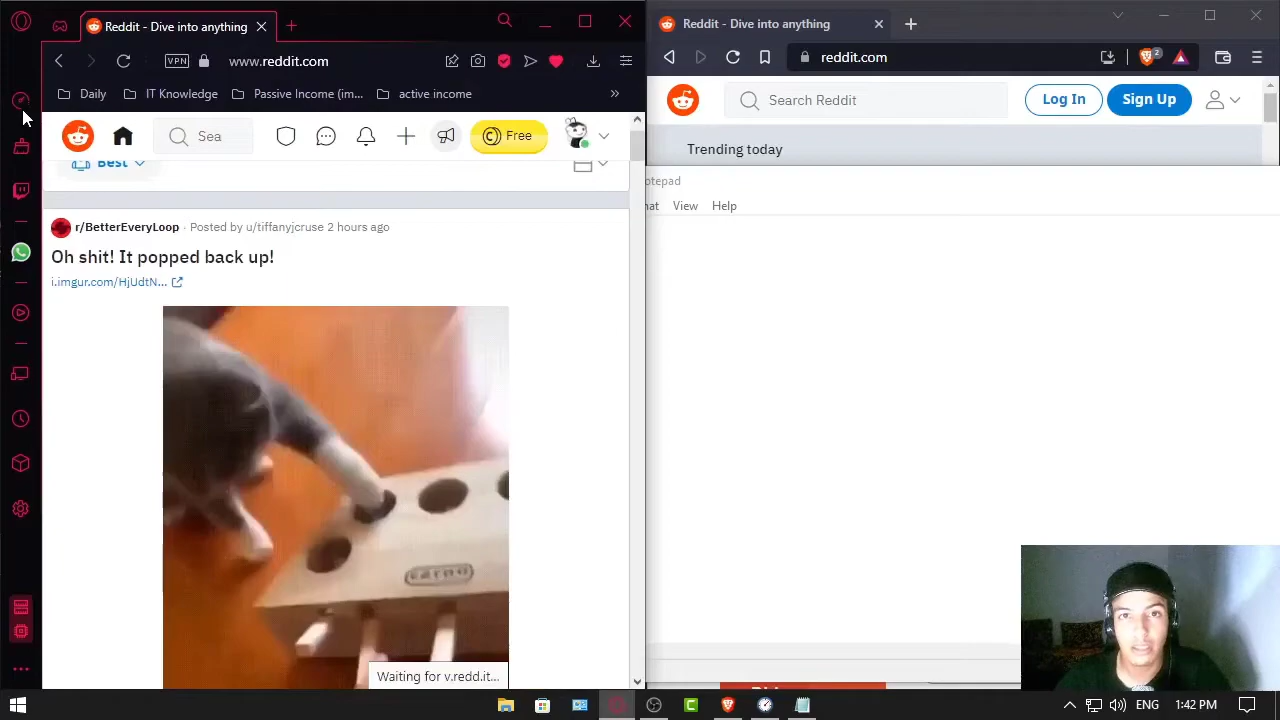 Reddit - Dive into anything
VPN
www.reddit.com
Daily
IT Knowledge
Passive Income (im...
active income
»
Sea
Free
Best
r/BetterEveryLoop · Posted by u/tiffanyjcruse 2 hours ago
Oh shit! It popped back up!
i.imgur.com/HjUdtN...
Waiting for v.redd.it...
Reddit - Dive into anything
reddit.com
2
Search Reddit
Log In
Sign Up
Trending today
otepad
mat
View
Help
ENG
1:42 PM